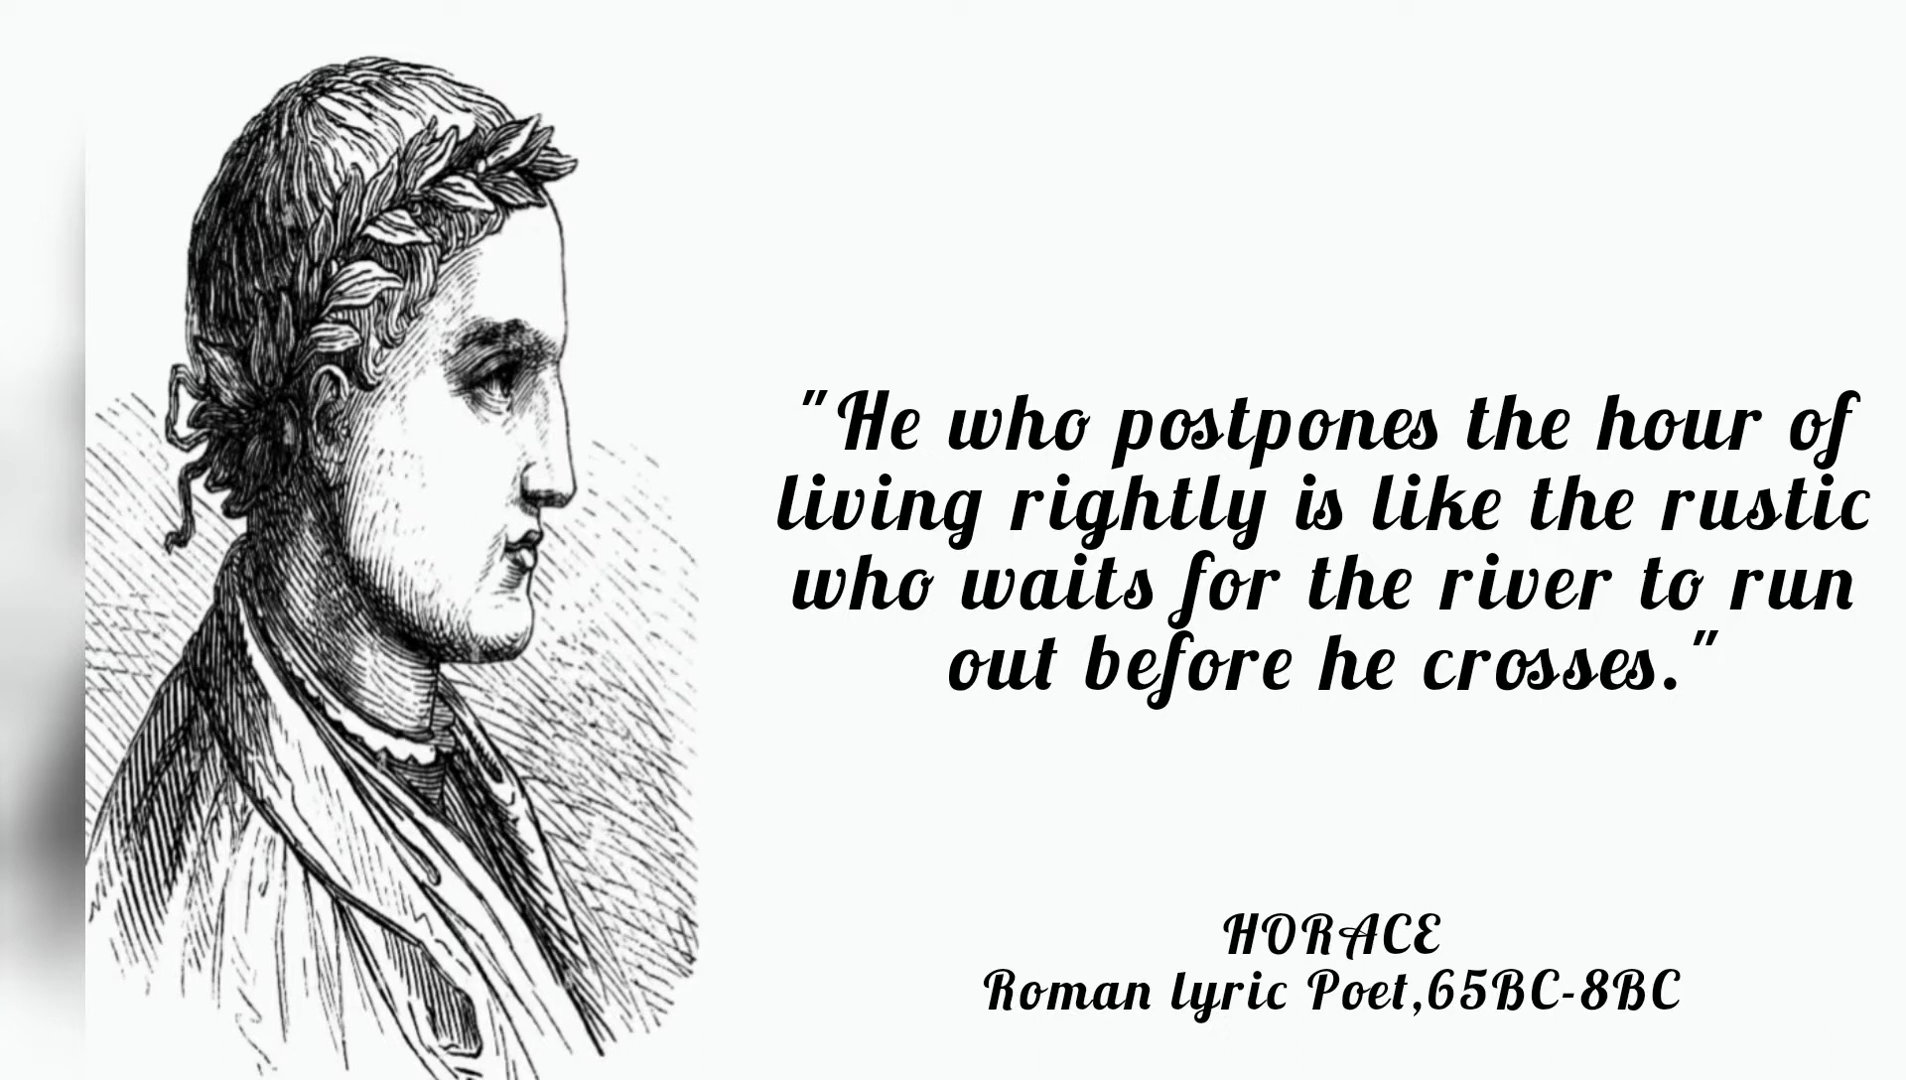 "He who postpones the hour of
living rightly is like the rustic
who waits for the river to run
out before he crosses."
HORACE
Roman lyric Poet,65BC-8BC